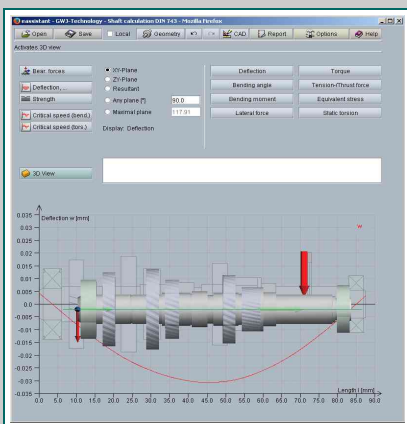 eassistant - GWJ-Technology - Shaft calculation DIN 743 - Mozilla Firefox
Open Save Local Geometry CAD Report Options Help
Activates 3D view
Bear. forces
Deflection,...
Strength
Critical speed (bend.)
Critical speed (tors.)
XY-Plane
ZY-Plane
Resultant
Any plane [°] 90.0
Maximal plane 117.91
Display: Deflection
Deflection Torque
Bending angle Tension-Thrust force
Bending moment Equivalent stress
Lateral force Static torsion
3D View
Deflection w [mm]
w
0.035
0.03
0.025
0.02
0.015
0.01
0.005
0.0
-0.005
-0.01
-0.015
-0.02
-0.025
-0.03
-0.035
Length l [mm]
0.0 5.0 10.0 15.0 20.0 25.0 30.0 35.0 40.0 45.0 50.0 55.0 60.0 65.0 70.0 75.0 80.0 85.0 90.0